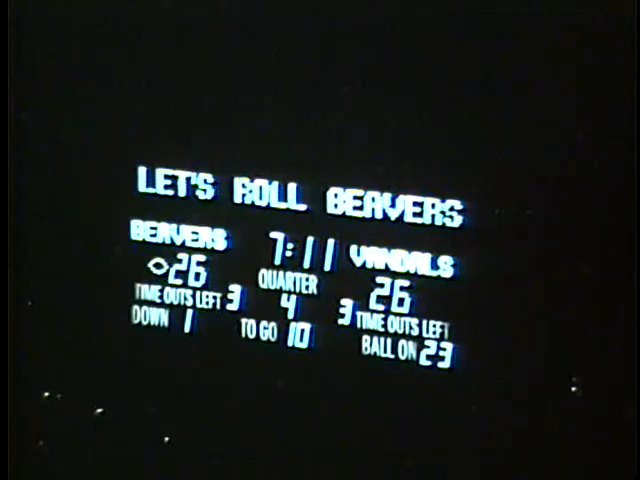 LET'S ROLL BEAVERS
BEAVERS 7:11 VANDALS
26 QUARTER 26
TIME OUTS LEFT 3 4 3 TIME OUTS LEFT
DOWN 1 TO GO 10 BALL ON 23